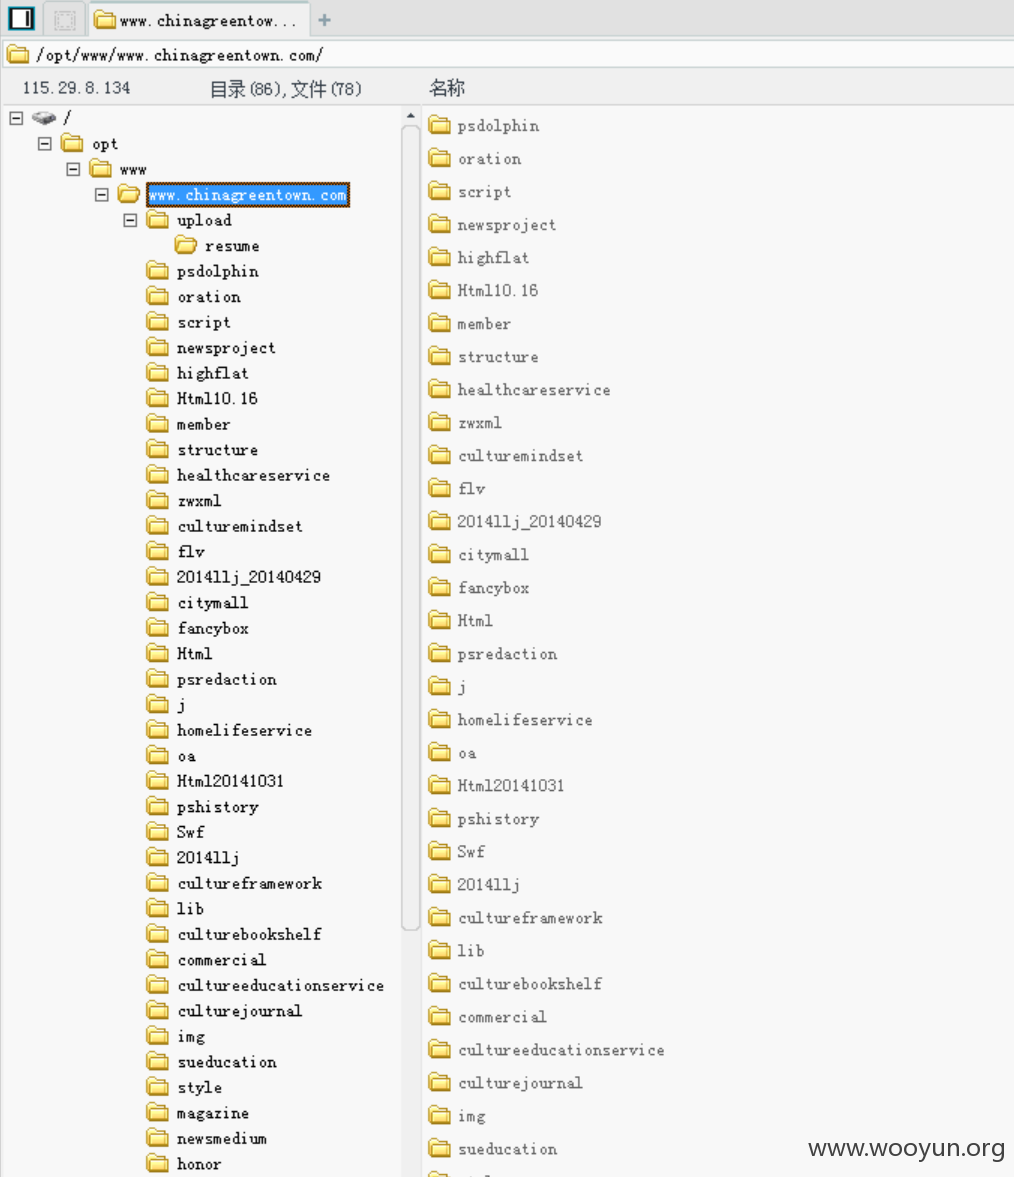 www.chinagreentow...
/opt/www/www.chinagreentown.com/
115.29.8.134 目录(86),文件(78) 名称
/
opt
www
www.chinagreentown.com
upload
resume
psdolphin
oration
script
newsproject
highflat
Html10.16
member
structure
healthcareservice
zwxml
culturemindset
flv
2014llj_20140429
citymall
fancybox
Html
psredaction
j
homelifeservice
oa
Html20141031
pshistory
Swf
2014llj
cultureframework
lib
culturebookshelf
commercial
cultureeducationservice
culturejournal
img
sueducation
style
magazine
newsmedium
honor
psdolphin
oration
script
newsproject
highflat
Html10.16
member
structure
healthcareservice
zwxml
culturemindset
flv
2014llj_20140429
citymall
fancybox
Html
psredaction
j
homelifeservice
oa
Html20141031
pshistory
Swf
2014llj
cultureframework
lib
culturebookshelf
commercial
cultureeducationservice
culturejournal
img
sueducation
www.wooyun.org